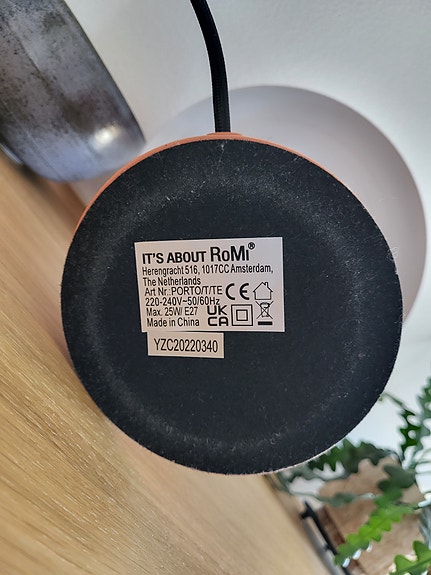 IT'S ABOUT RoMi®
Herengracht 516, 1017CC Amsterdam,
The Netherlands
Art Nr.: PORTO/T/TE
220-240V~50/60Hz
Max. 25W/ E27
Made in China
CE
UK
CA
YZC20220340